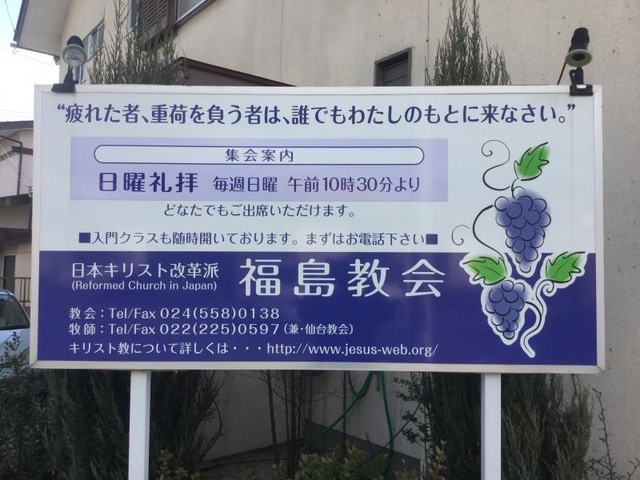 “疲れた者、重荷を負う者は、誰でもわたしのもとに来なさい。”
集会案内
日曜礼拝 毎週日曜 午前10時30分より
どなたでもご出席いただけます。
■入門クラスも随時開いております。まずはお電話下さい■
日本キリスト改革派 福島教会
(Reformed Church in Japan)
教会：Tel/Fax 024(558)0138
牧師：Tel/Fax 022(225)0597(兼・仙台教会)
キリスト教について詳しくは・・・http://www.jesus-web.org/